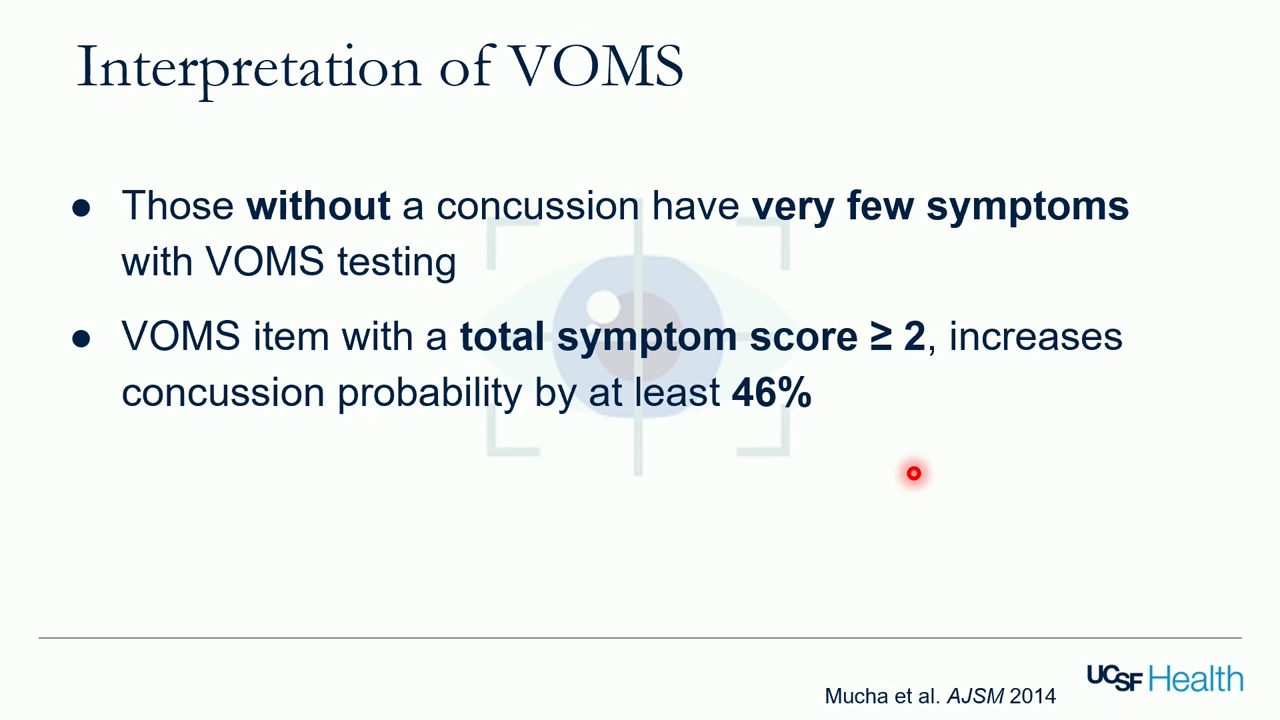 Interpretation of VOMS
● Those without a concussion have very few symptoms
with VOMS testing
● VOMS item with a total symptom score ≥ 2, increases
concussion probability by at least 46%
Mucha et al. AJSM 2014
UCSF Health